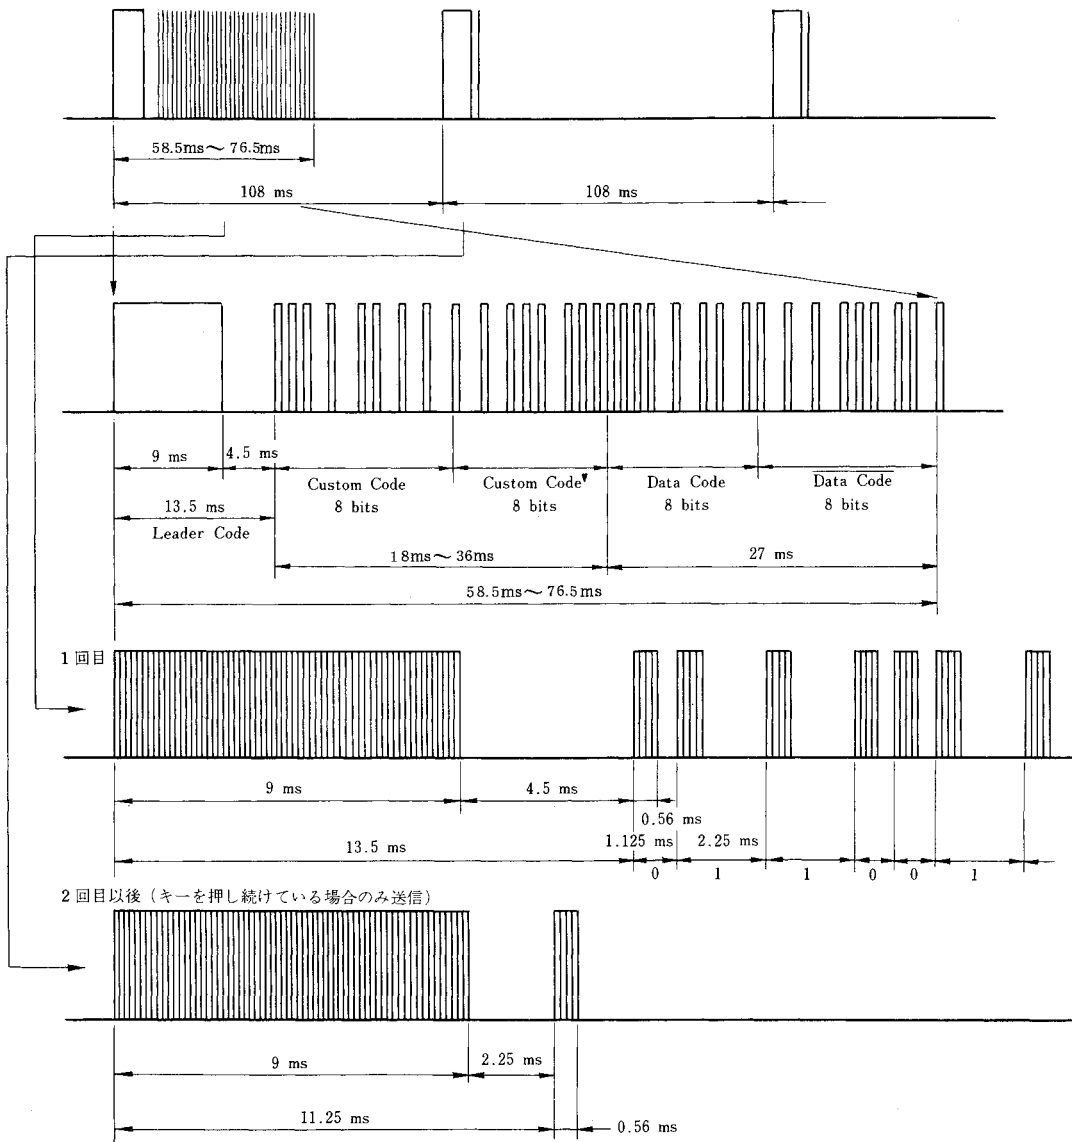 58.5ms～76.5ms
108 ms
108 ms
9 ms
4.5 ms
Custom Code
8 bits
Custom Code'
8 bits
Data Code
8 bits
Data Code
8 bits
13.5 ms
Leader Code
18ms～36ms
27 ms
58.5ms～76.5ms
1回目
9 ms
4.5 ms
0.56 ms
13.5 ms
1.125 ms
2.25 ms
0
1
1
0
0
1
2回目以後（キーを押し続けている場合のみ送信）
9 ms
2.25 ms
11.25 ms
0.56 ms